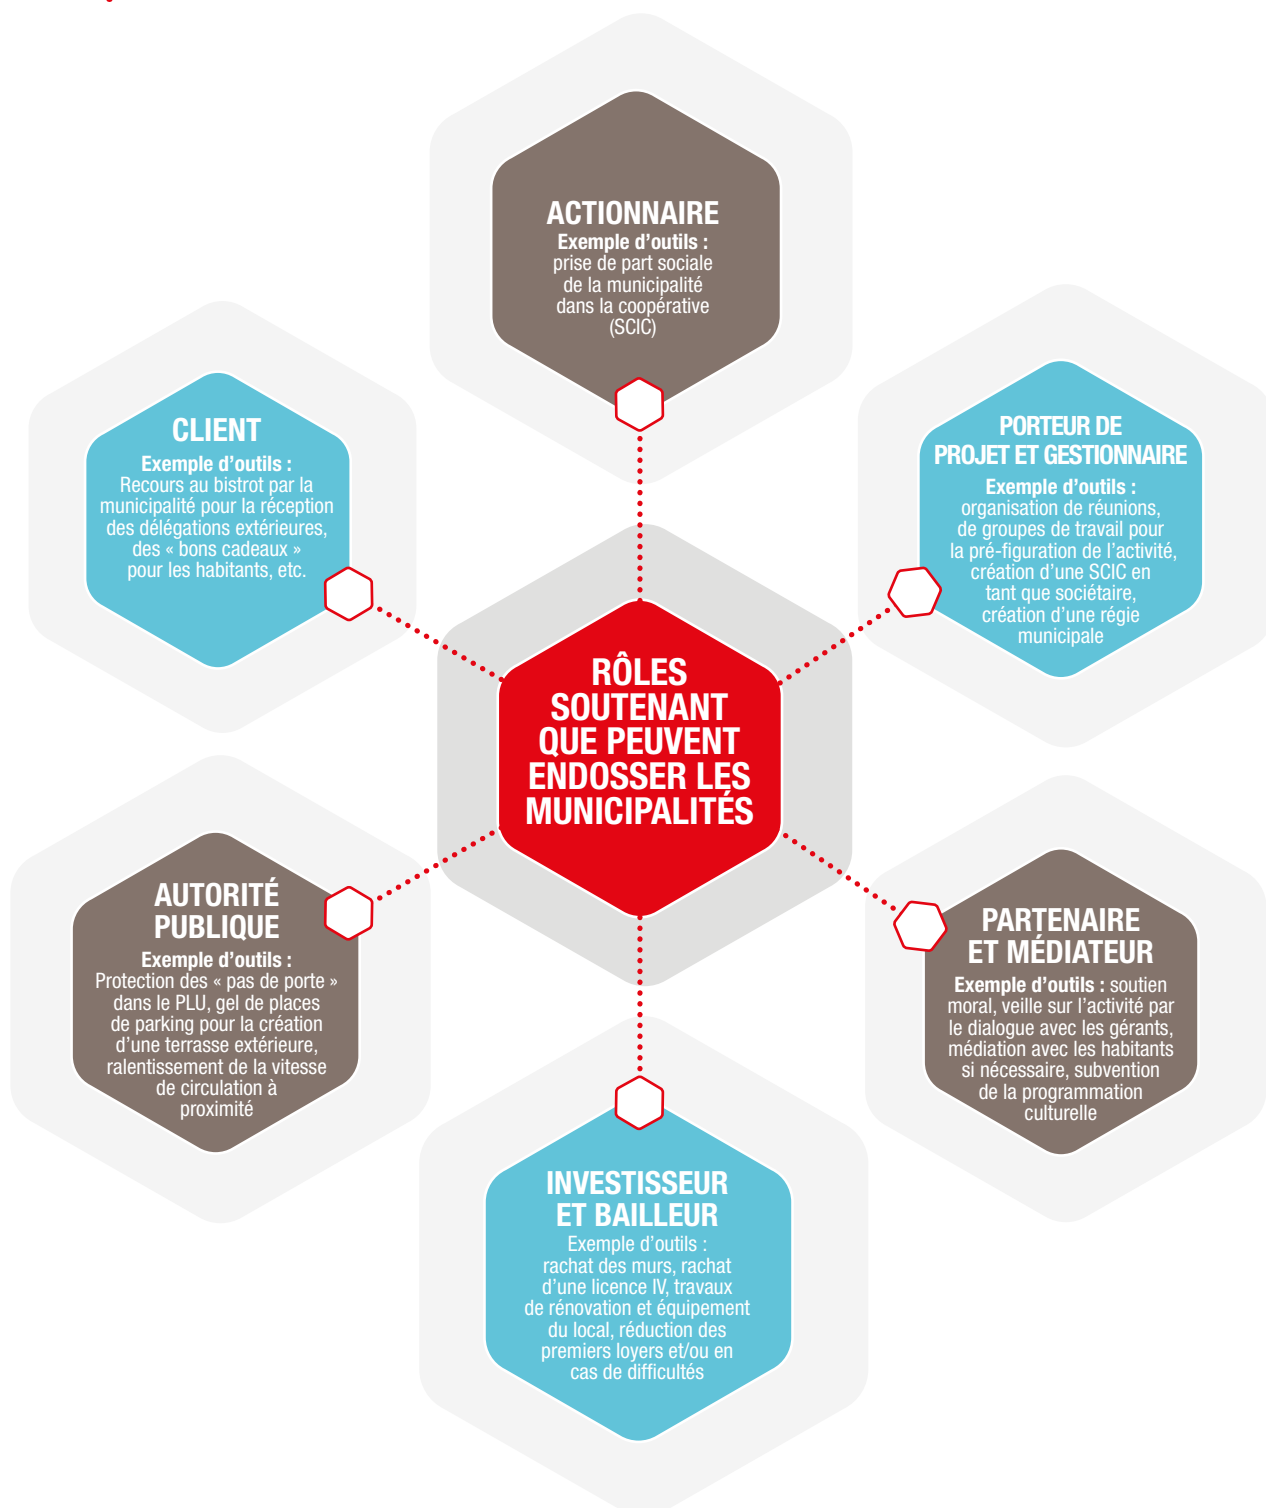 ACTIONNAIRE
Exemple d’outils :
prise de part sociale
de la municipalité
dans la coopérative
(SCIC)
CLIENT
Exemple d’outils :
Recours au bistrot par la
municipalité pour la réception
des délégations extérieures,
des « bons cadeaux »
pour les habitants, etc.
PORTEUR DE
PROJET ET GESTIONNAIRE
Exemple d’outils :
organisation de réunions,
de groupes de travail pour
la pré-figuration de l’activité,
création d’une SCIC en
tant que sociétaire,
création d’une régie
municipale
RÔLES
SOUTENANT
QUE PEUVENT
ENDOSSER LES
MUNICIPALITÉS
AUTORITÉ
PUBLIQUE
Exemple d’outils :
Protection des « pas de porte »
dans le PLU, gel de places
de parking pour la création
d’une terrasse extérieure,
ralentissement de la vitesse
de circulation à
proximité
PARTENAIRE
ET MÉDIATEUR
Exemple d’outils : soutien
moral, veille sur l’activité par
le dialogue avec les gérants,
médiation avec les habitants
si nécessaire, subvention
de la programmation
culturelle
INVESTISSEUR
ET BAILLEUR
Exemple d’outils :
rachat des murs, rachat
d’une licence IV, travaux
de rénovation et équipement
du local, réduction des
premiers loyers et/ou en
cas de difficultés